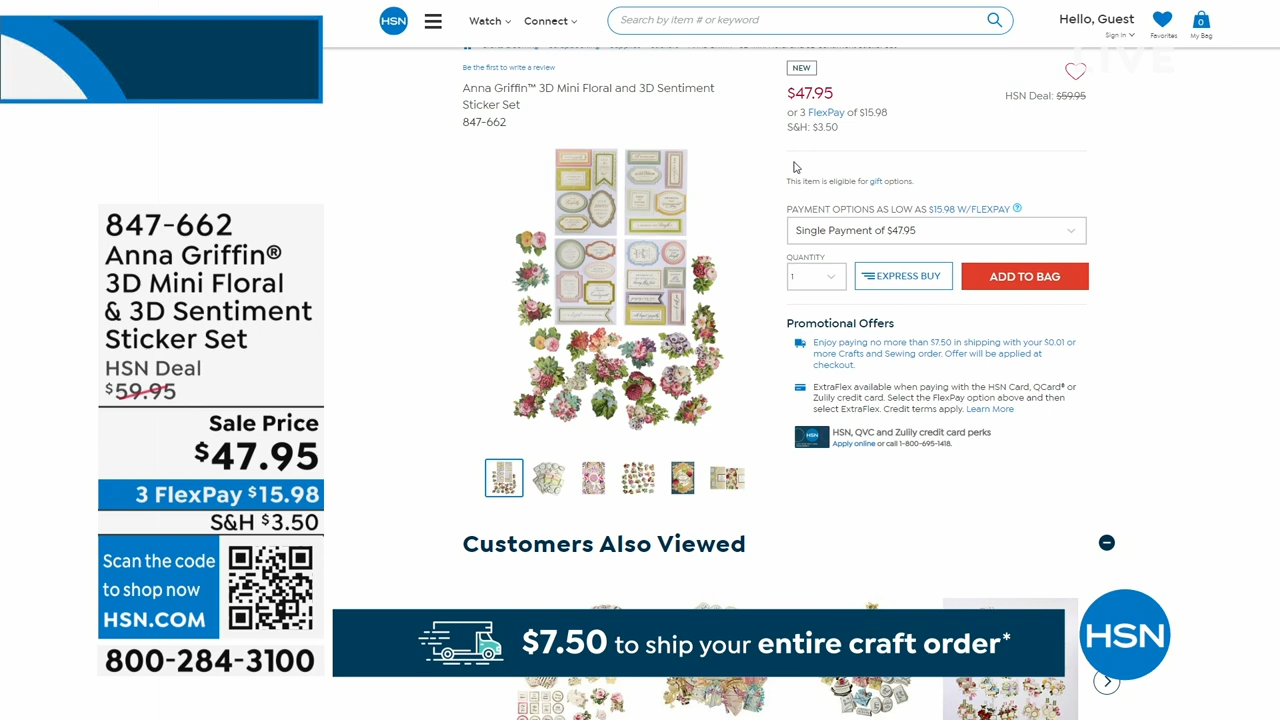 HSN
Watch
Connect
Search by item # or keyword
Hello, Guest
Sign In
Favorites
0
My Bag
LIVE
Be the first to write a review
Anna Griffin™ 3D Mini Floral and 3D Sentiment
Sticker Set
847-662
NEW
$47.95
HSN Deal: $59.95
or 3 FlexPay of $15.98
S&H: $3.50
This item is eligible for gift options.
PAYMENT OPTIONS AS LOW AS $15.98 W/FLEXPAY
Single Payment of $47.95
QUANTITY
1
EXPRESS BUY
ADD TO BAG
Promotional Offers
Enjoy paying no more than $7.50 in shipping with your $0.01 or
more Crafts and Sewing order. Offer will be applied at
checkout.
ExtraFlex available when paying with the HSN Card, QCard® or
Zulily credit card. Select the FlexPay option above and then
select ExtraFlex. Credit terms apply. Learn More
HSN
HSN, QVC and Zulily credit card perks
Apply online or call 1-800-695-1418.
Customers Also Viewed
847-662
Anna Griffin®
3D Mini Floral
& 3D Sentiment
Sticker Set
HSN Deal
$59.95
Sale Price
$47.95
3 FlexPay $15.98
S&H $3.50
Scan the code
to shop now
HSN.COM
800-284-3100
$7.50 to ship your entire craft order*
HSN